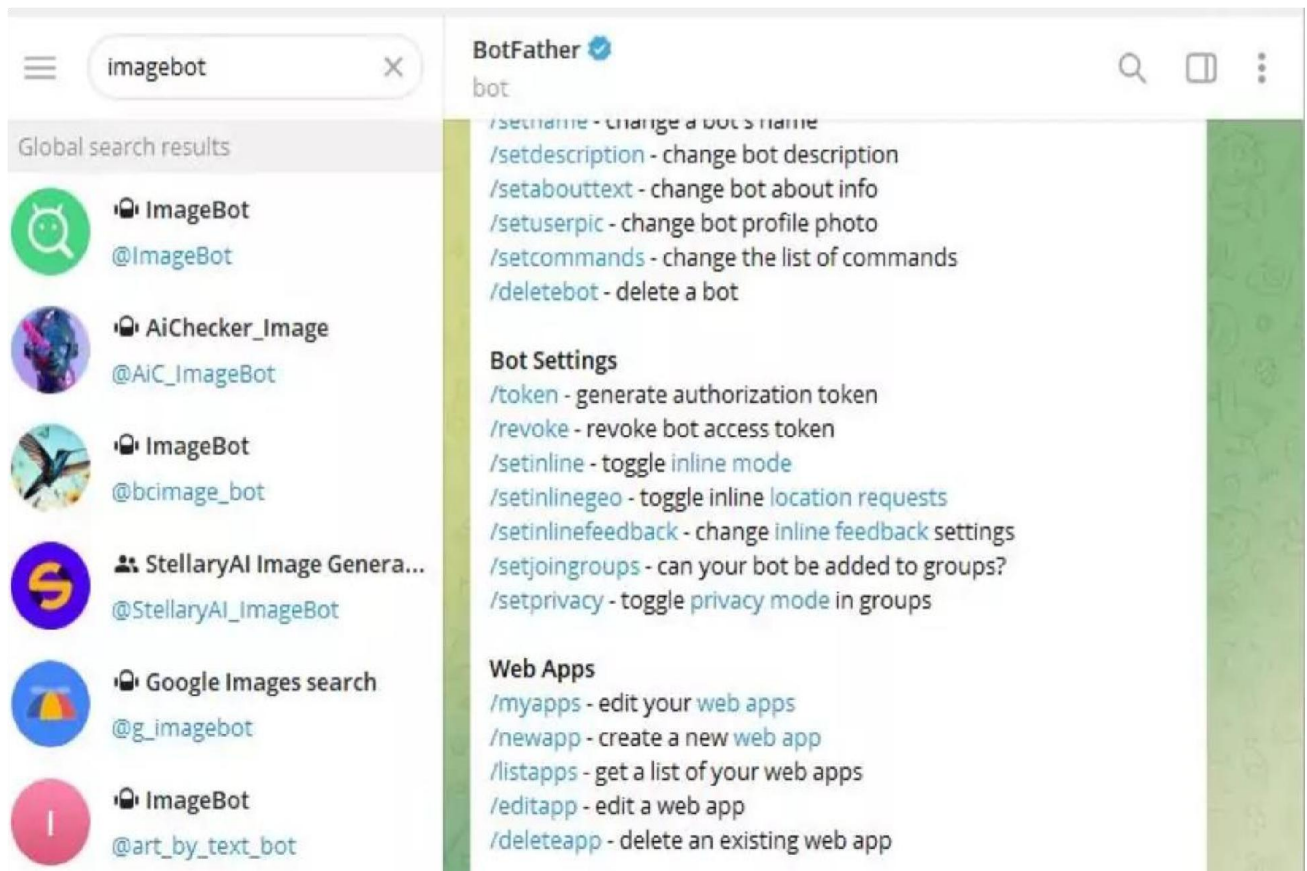 imagebot
Global search results
ImageBot
@ImageBot
AiChecker_Image
@AiC_ImageBot
ImageBot
@bcimage_bot
StellaryAI Image Genera...
@StellaryAI_ImageBot
Google Images search
@g_imagebot
I
ImageBot
@art_by_text_bot
BotFather
bot
/setname - change a bot's name
/setdescription - change bot description
/setabouttext - change bot about info
/setuserpic - change bot profile photo
/setcommands - change the list of commands
/deletebot - delete a bot
Bot Settings
/token - generate authorization token
/revoke - revoke bot access token
/setinline - toggle inline mode
/setinlinegeo - toggle inline location requests
/setinlinefeedback - change inline feedback settings
/setjoingroups - can your bot be added to groups?
/setprivacy - toggle privacy mode in groups
Web Apps
/myapps - edit your web apps
/newapp - create a new web app
/listapps - get a list of your web apps
/editapp - edit a web app
/deleteapp - delete an existing web app